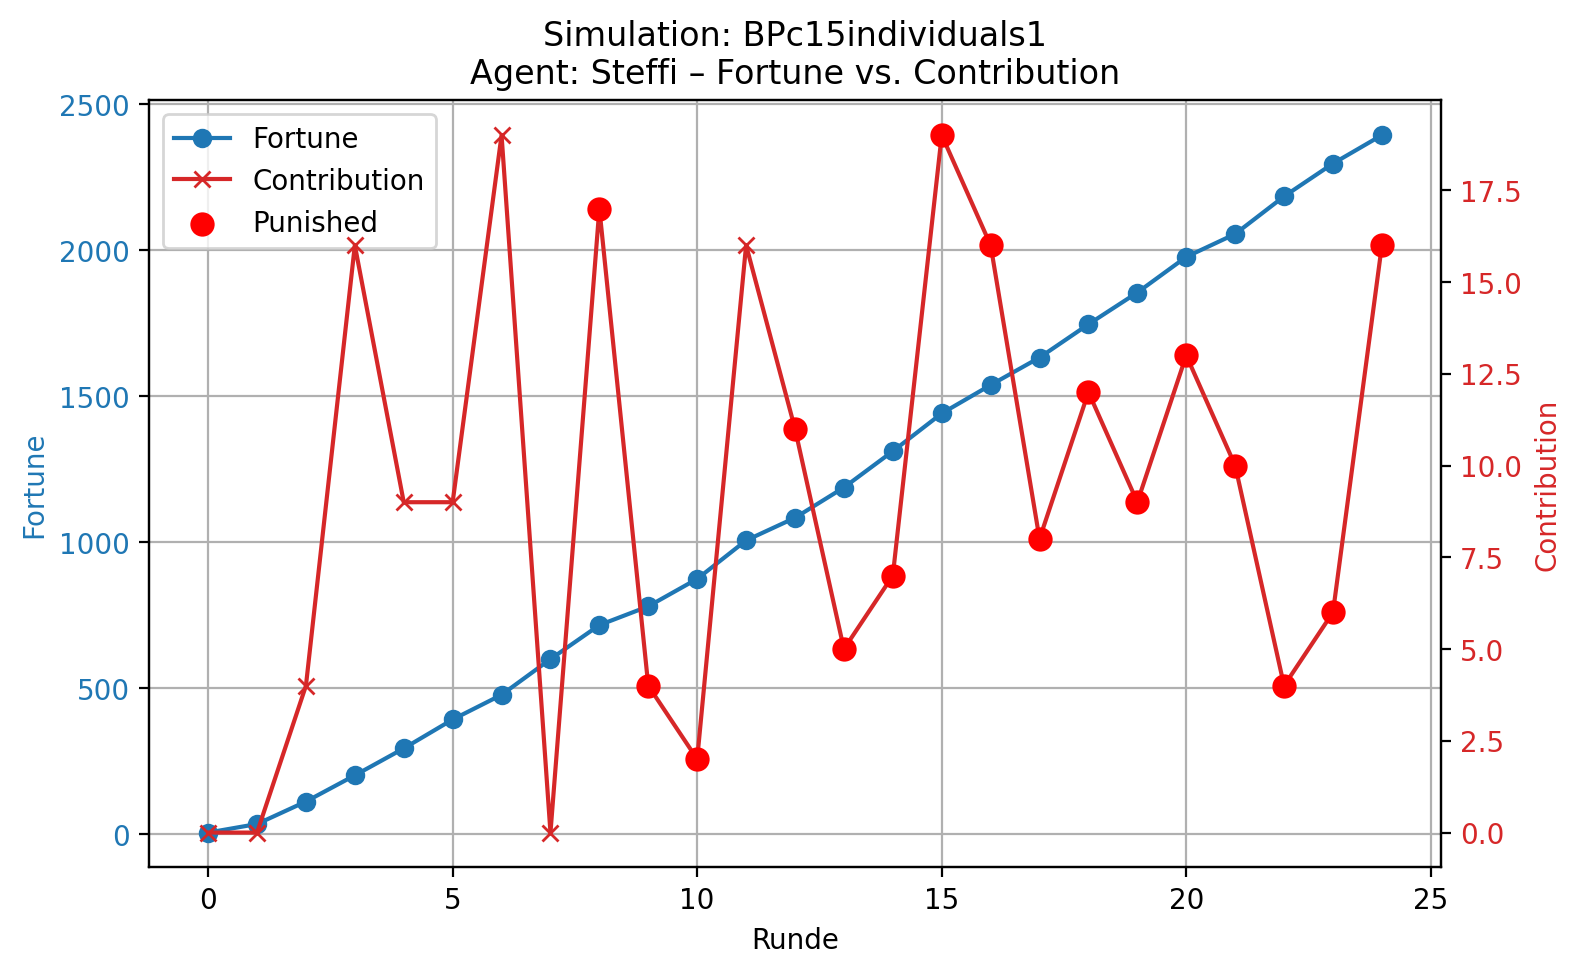 Simulation: BPc15individuals1
Agent: Steffi – Fortune vs. Contribution
Fortune
Contribution
Punished
2500
2000
1500
1000
500
0
Fortune
17.5
15.0
12.5
10.0
7.5
5.0
2.5
0.0
Contribution
0 5 10 15 20 25
Runde